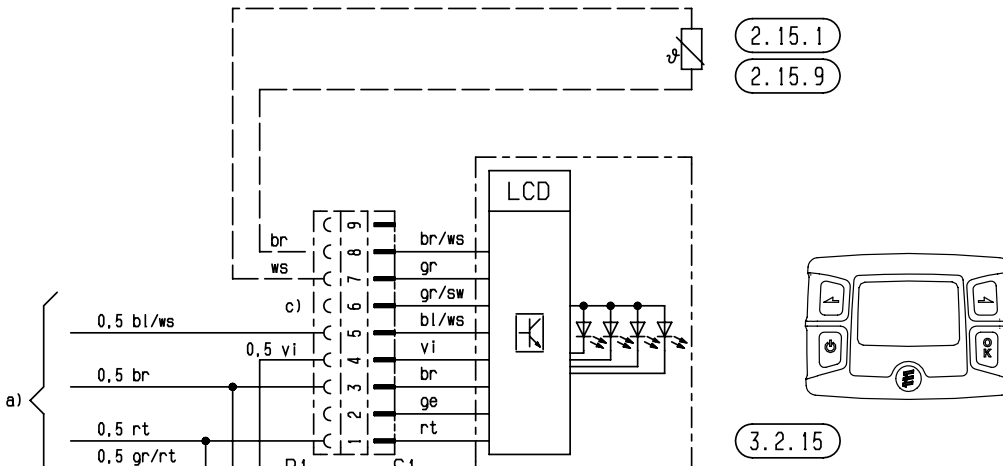 2.15.1
ϑ
2.15.9
LCD
9
br
8
br/ws
ws
7
gr
c)
6
gr/sw
0,5 bl/ws
5
bl/ws
0,5 vi
4
vi
0,5 br
3
br
a)
2
ge
0,5 rt
1
rt
0,5 gr/rt
OK
3.2.15